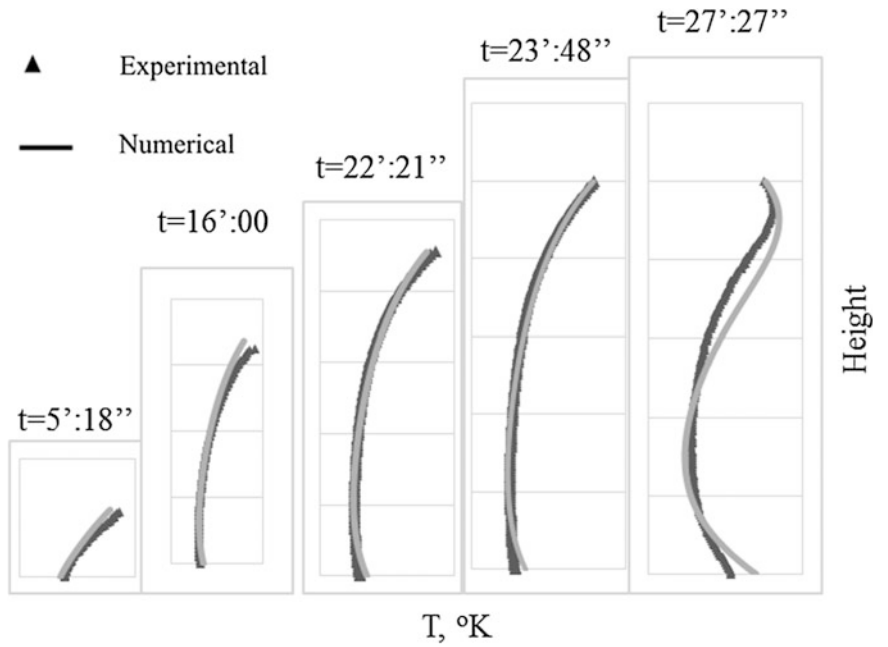 t=27’:27’’
t=23’:48’’
Experimental
Numerical
t=22’:21’’
t=16’:00
t=5’:18’’
Height
T, ºK